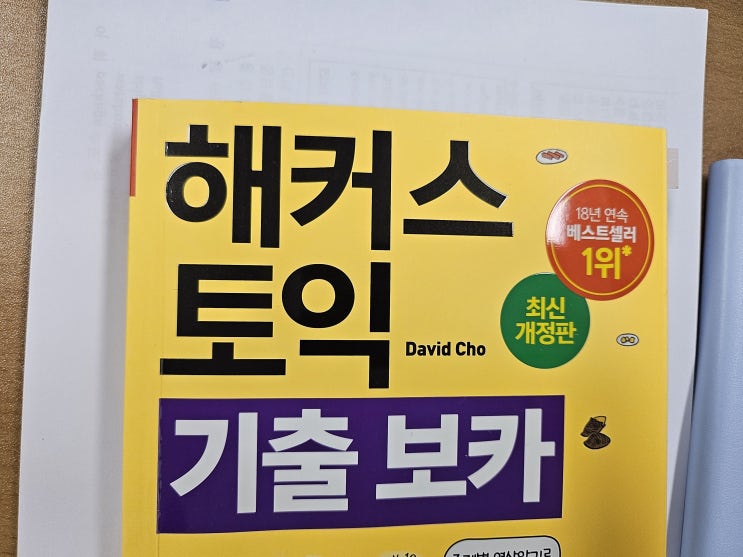 해커스
18년 연속
베스트셀러
1위*
토익
David Cho
최신
개정판
기출 보카